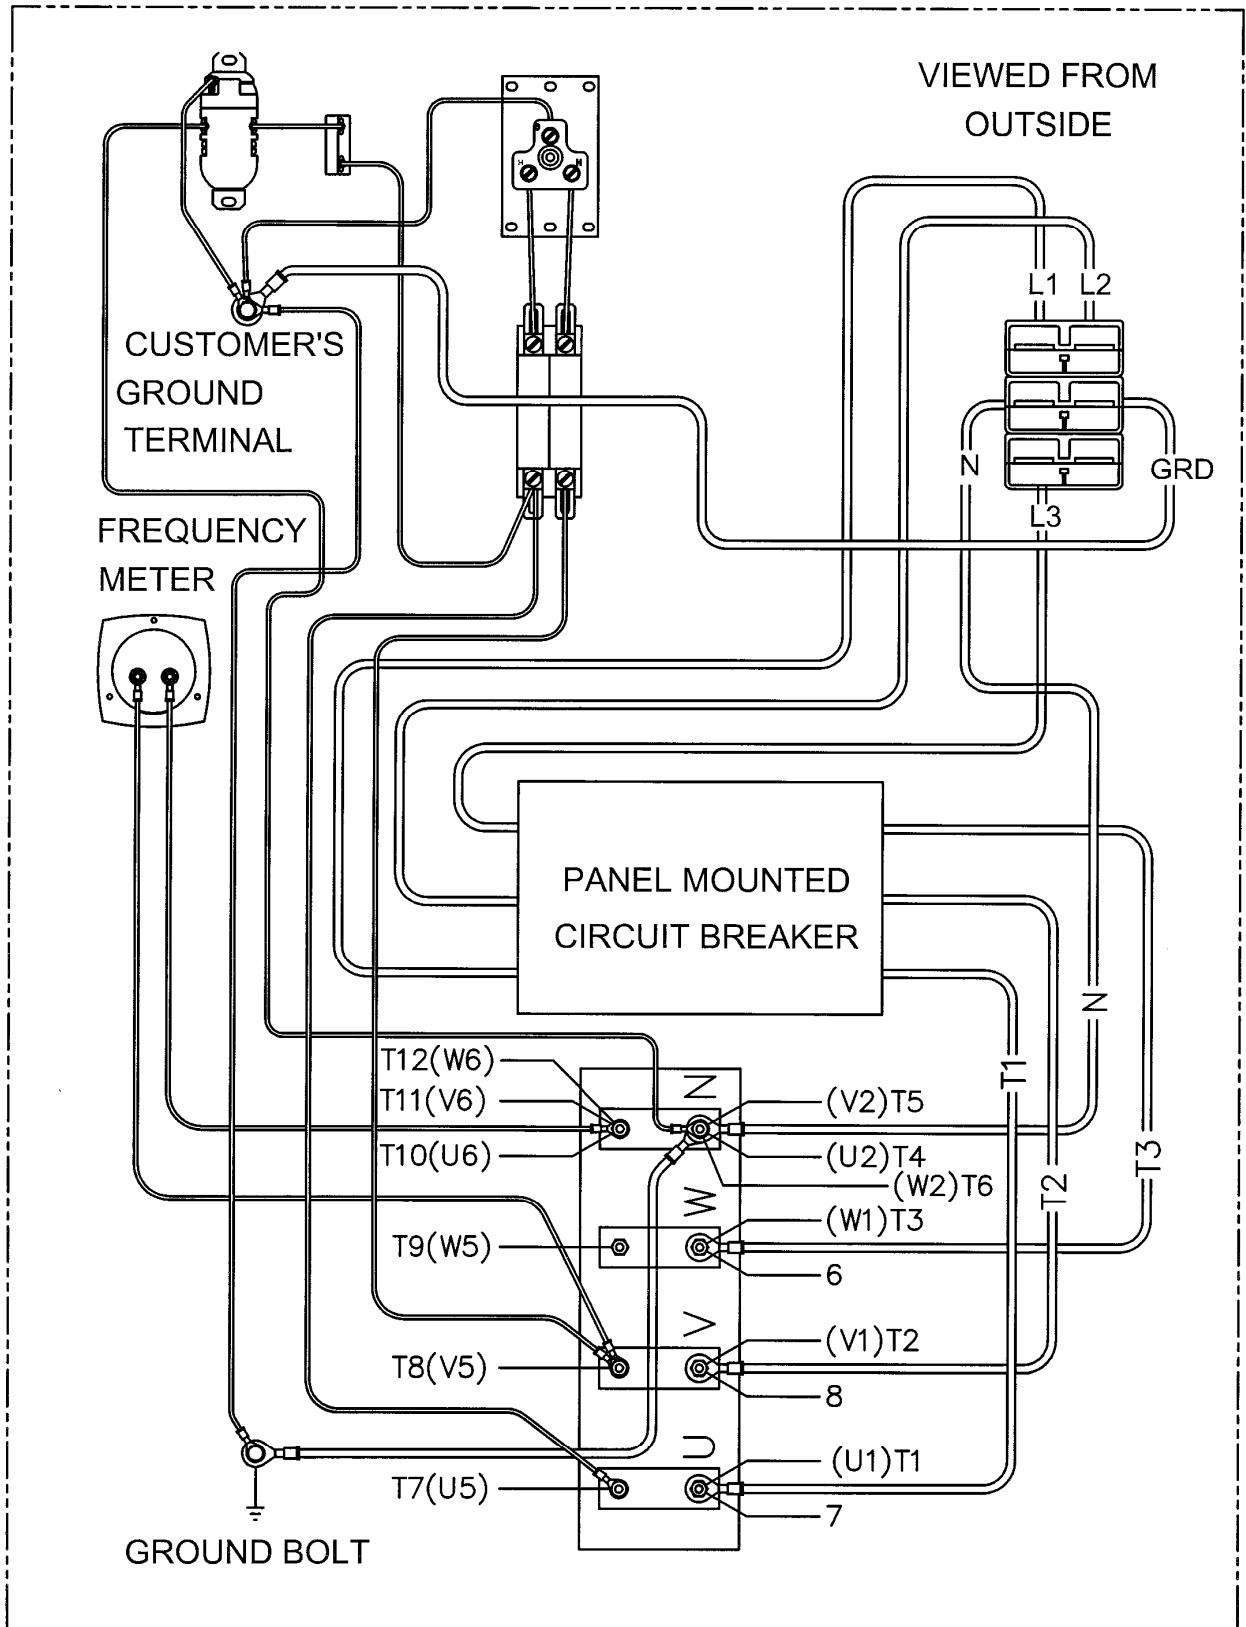 VIEWED FROM
OUTSIDE
H
H
L1
L2
CUSTOMER'S
GROUND
TERMINAL
N
GRD
L3
FREQUENCY
METER
PANEL MOUNTED
CIRCUIT BREAKER
N
T1
T12(W6)
T11(V6)
T10(U6)
N
(V2)T5
(U2)T4
(W2)T6
T3
T2
W
(W1)T3
T9(W5)
6
V
(V1)T2
T8(V5)
8
U
(U1)T1
T7(U5)
7
GROUND BOLT